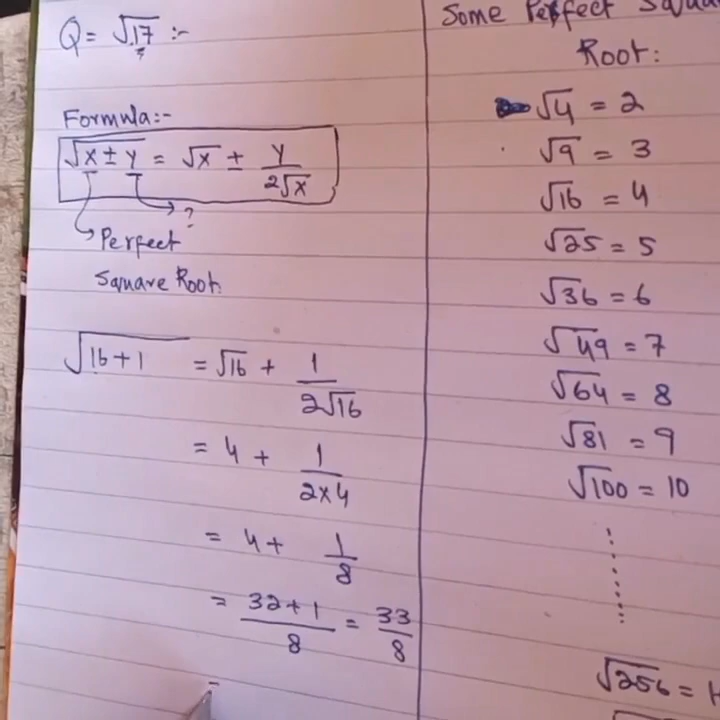 Q = √17 :-
?
Formula:-
√x ± y = √x ± y/2√x
?
Perfect
Square Root.
√16+1 = √16 + 1/2√16
= 4 + 1/2×4
= 4 + 1/8
= 32+1/8 = 33/8
=
Some Perfect
Root:
√4 = 2
√9 = 3
√16 = 4
√25 = 5
√36 = 6
√49 = 7
√64 = 8
√81 = 9
√100 = 10
√256 = 1